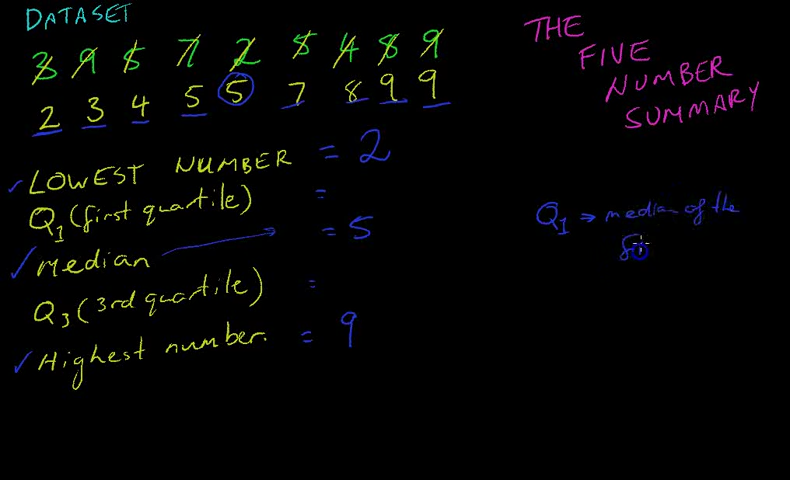 DATASET
3 9 5 7 2 5 4 8 9
2 3 4 5 5 7 8 9 9
THE
FIVE
NUMBER
SUMMARY
LOWEST NUMBER = 2
Q1 (first quartile) =
Median → = 5
Q3 (3rd quartile) =
Highest number. = 9
Q1 → median of the